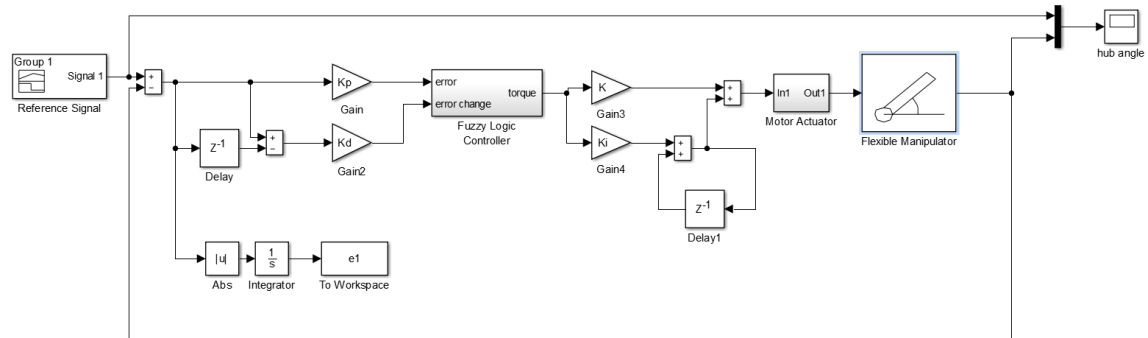 hub angle
Group 1
Signal 1
Reference Signal
+
−
Kp
Gain
error
error change
torque
Fuzzy Logic
Controller
K
Gain3
+
+
In1
Out1
Motor Actuator
Flexible Manipulator
Z-1
Delay
+
−
Kd
Gain2
Ki
Gain4
+
+
Z-1
Delay1
|u|
Abs
1
s
Integrator
e1
To Workspace